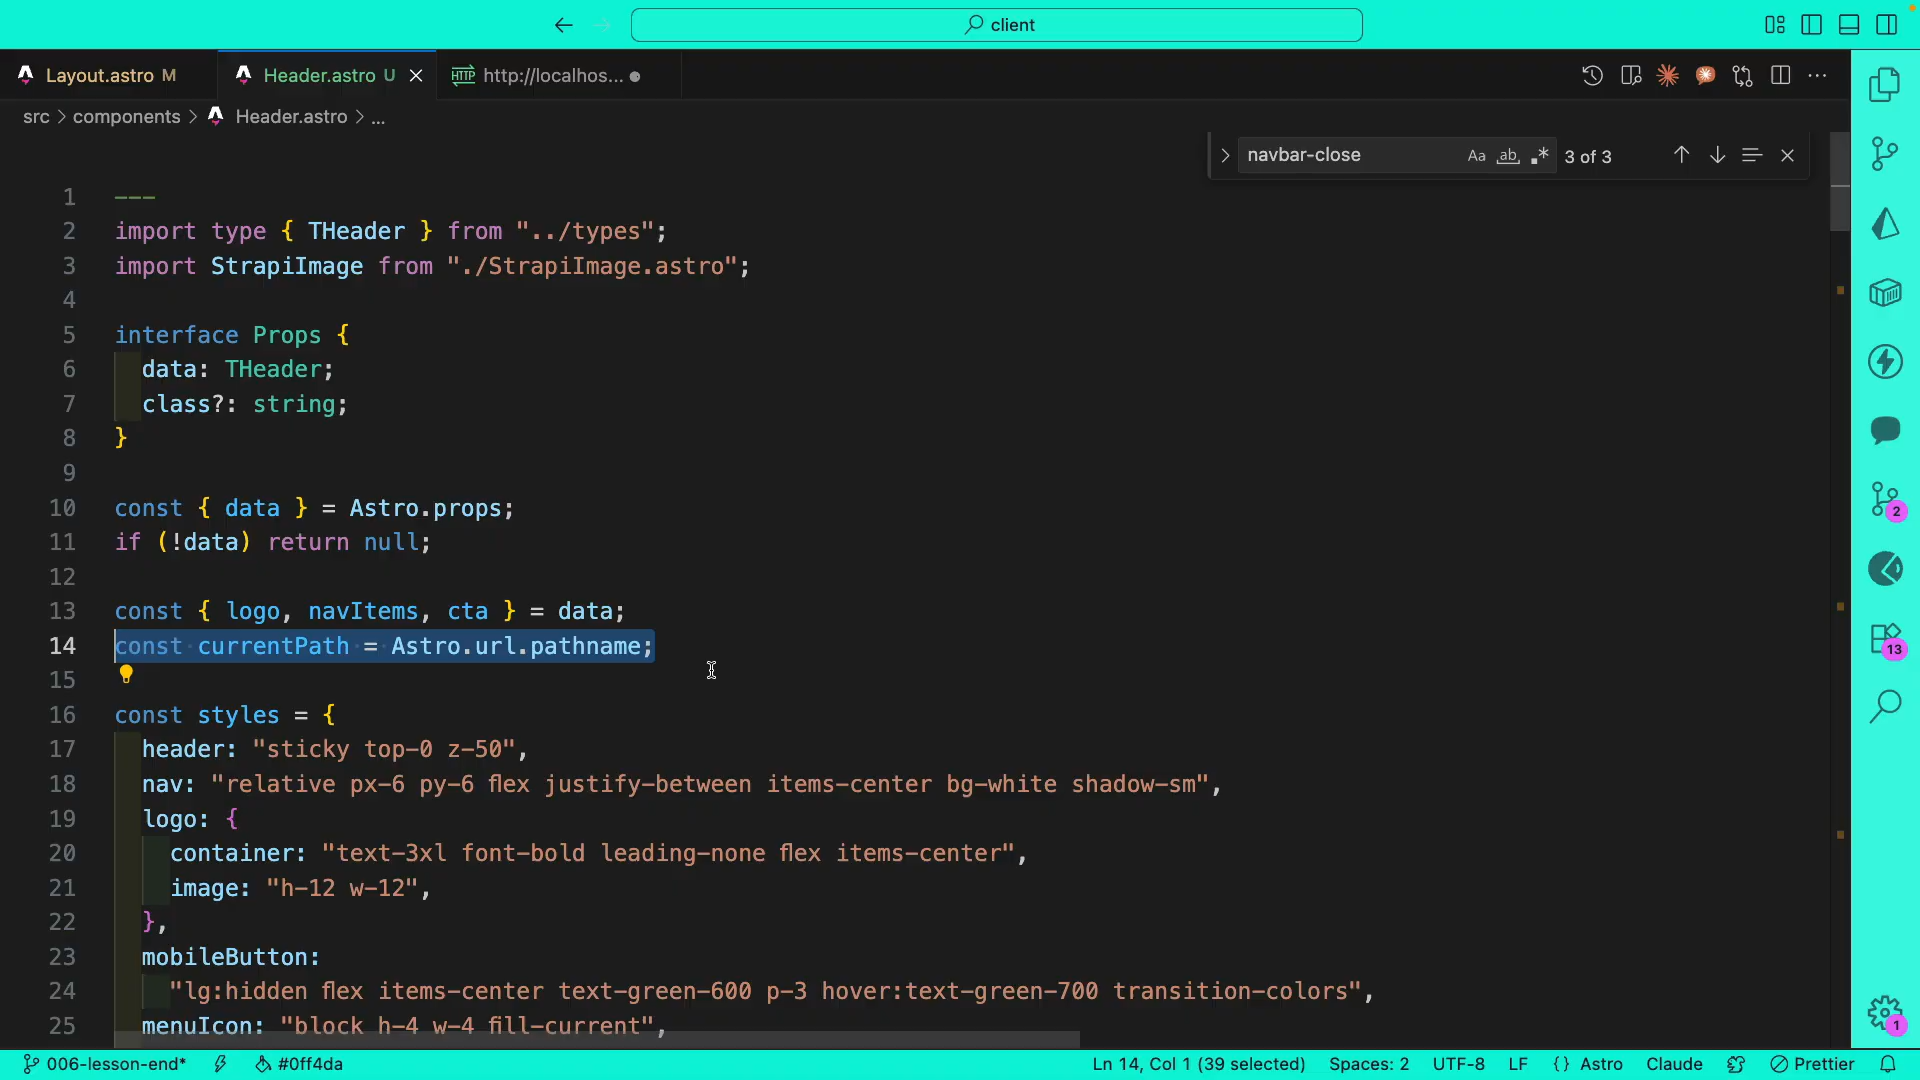 client
Layout.astro M
Header.astro U
HTTP http://localhos...
src > components > Header.astro > ...
navbar-close
Aa ab .* 3 of 3
1 ---
2 import type { THeader } from "../types";
3 import StrapiImage from "./StrapiImage.astro";
4
5 interface Props {
6 data: THeader;
7 class?: string;
8 }
9
10 const { data } = Astro.props;
11 if (!data) return null;
12
13 const { logo, navItems, cta } = data;
14 const currentPath = Astro.url.pathname;
15
16 const styles = {
17 header: "sticky top-0 z-50",
18 nav: "relative px-6 py-6 flex justify-between items-center bg-white shadow-sm",
19 logo: {
20 container: "text-3xl font-bold leading-none flex items-center",
21 image: "h-12 w-12",
22 },
23 mobileButton:
24 "lg:hidden flex items-center text-green-600 p-3 hover:text-green-700 transition-colors",
25 menuIcon: "block h-4 w-4 fill-current",
2
13
1
006-lesson-end* #0ff4da Ln 14, Col 1 (39 selected) Spaces: 2 UTF-8 LF {} Astro Claude Prettier